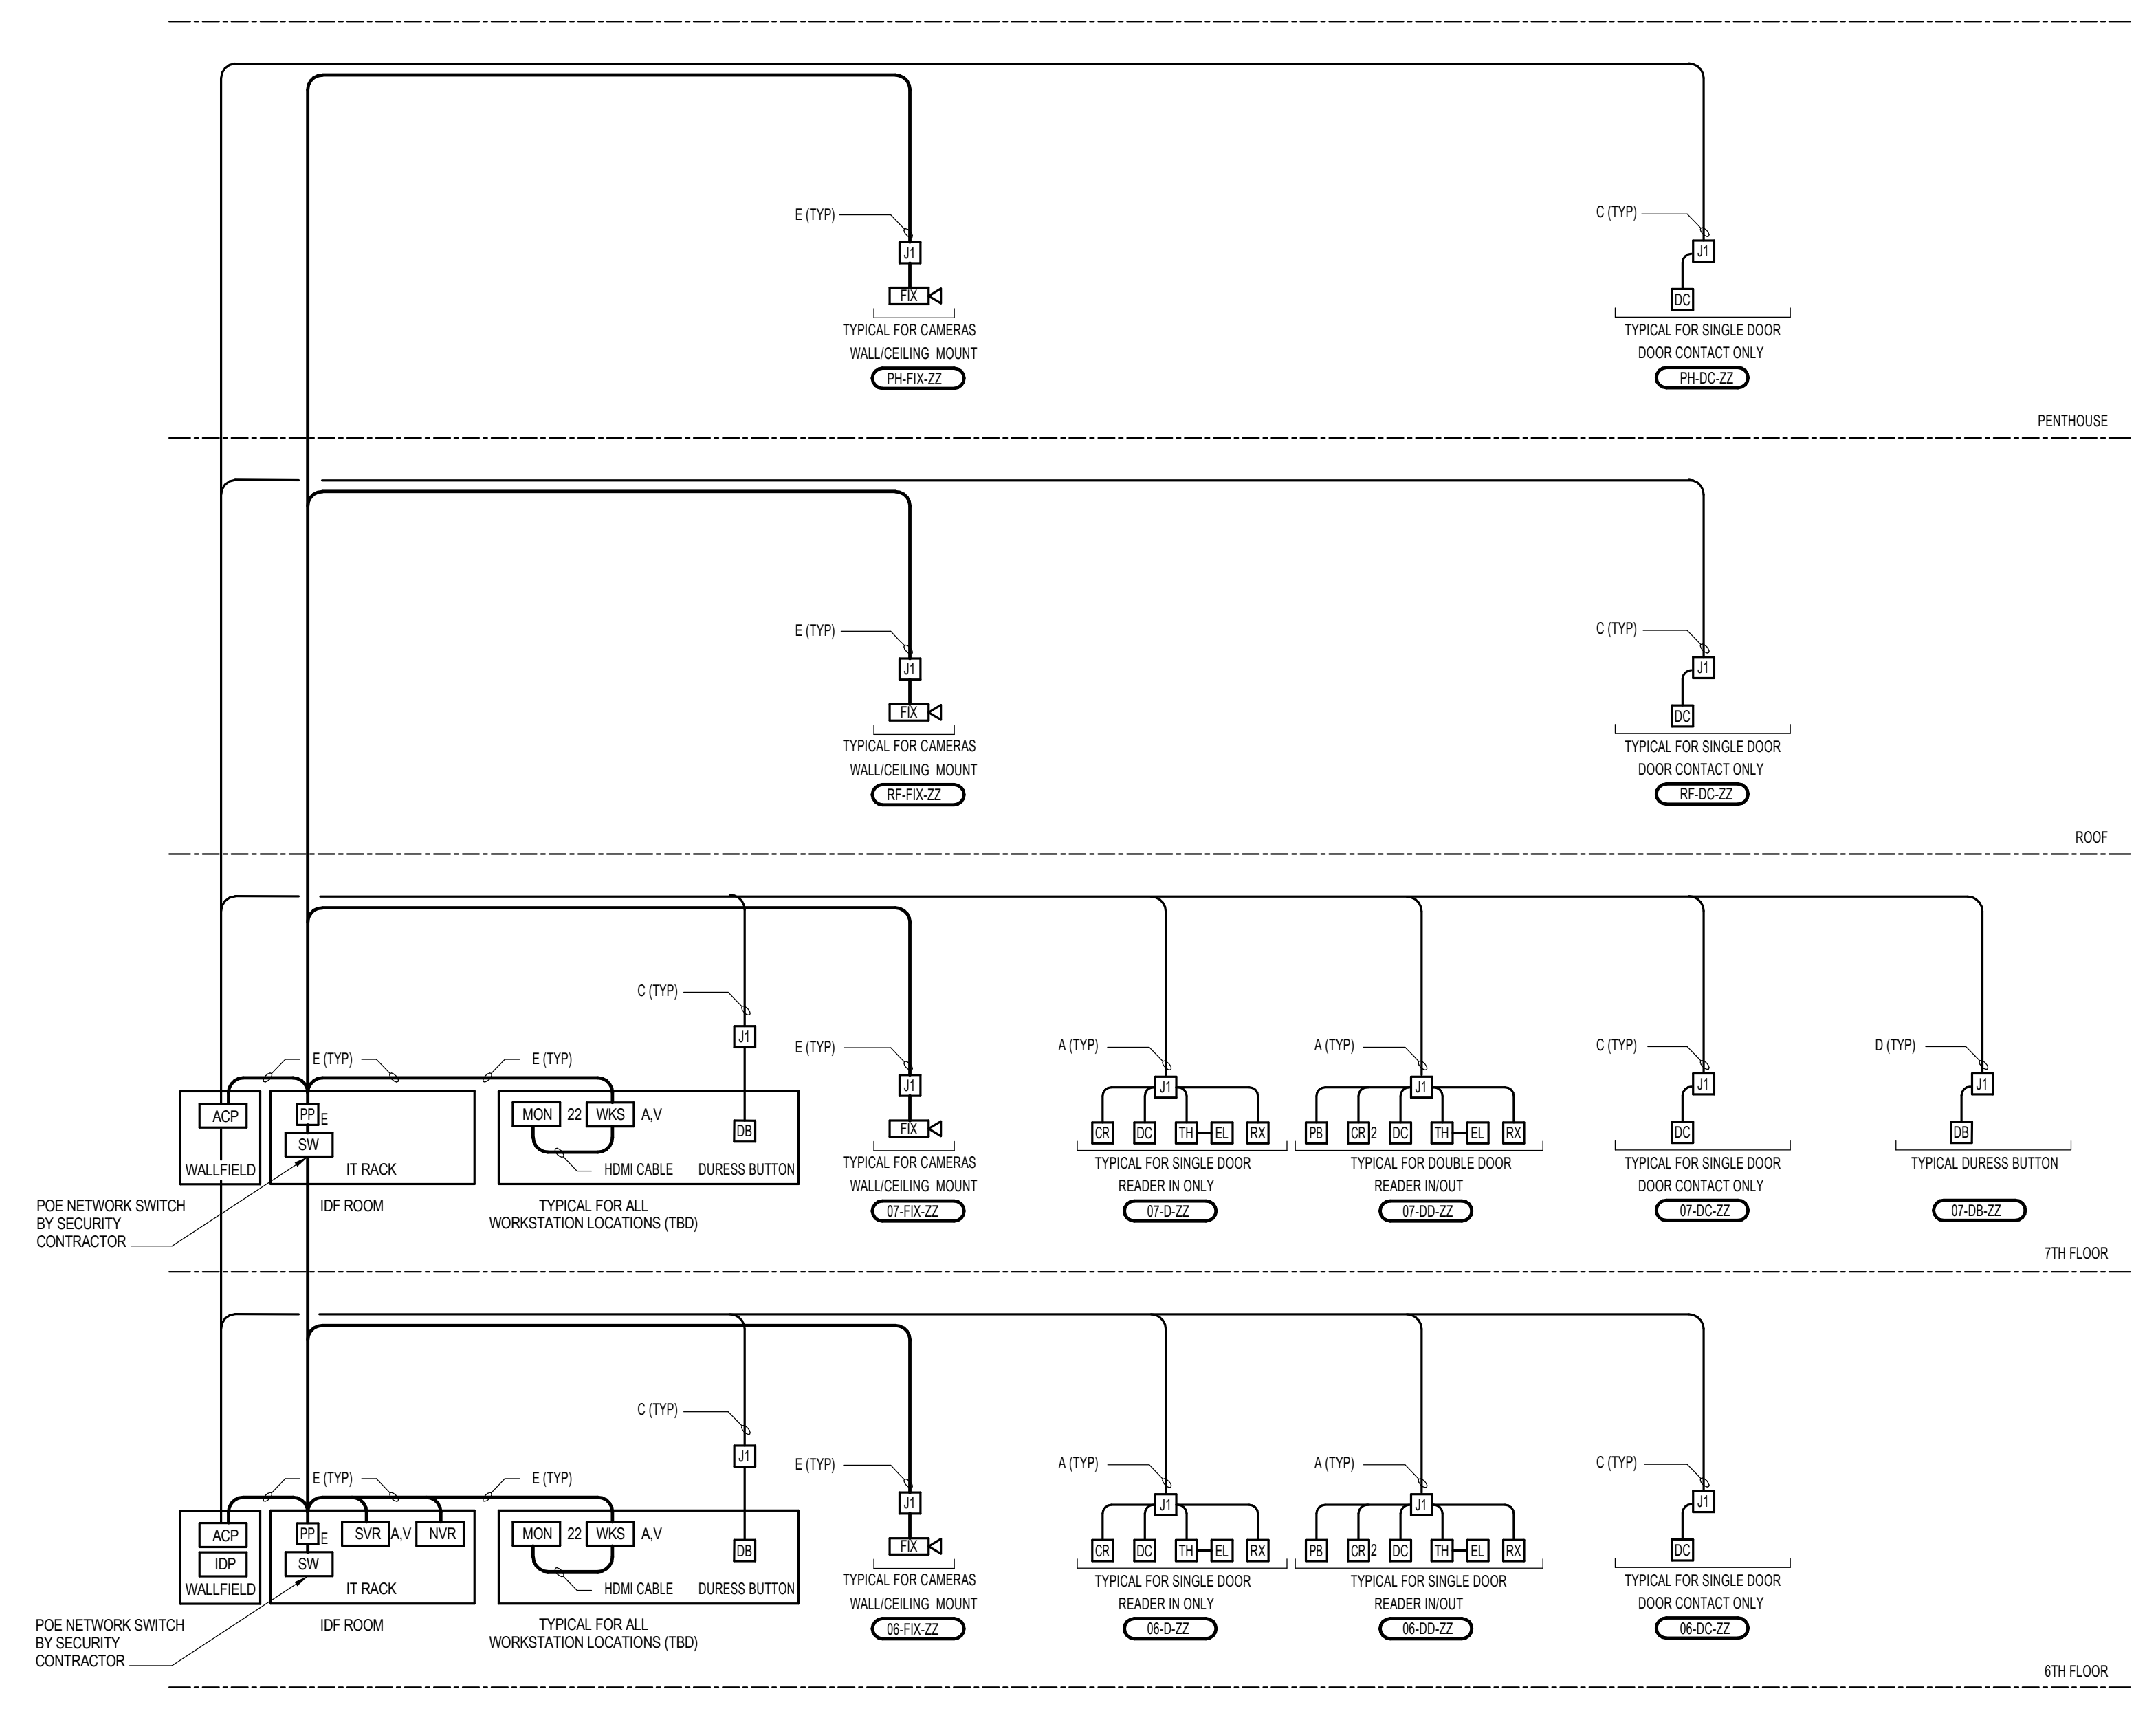 E (TYP)
C (TYP)
J1
J1
FIX
DC
TYPICAL FOR CAMERAS
WALL/CEILING MOUNT
PH-FIX-ZZ
TYPICAL FOR SINGLE DOOR
DOOR CONTACT ONLY
PH-DC-ZZ
PENTHOUSE
E (TYP)
C (TYP)
J1
J1
FIX
DC
TYPICAL FOR CAMERAS
WALL/CEILING MOUNT
RF-FIX-ZZ
TYPICAL FOR SINGLE DOOR
DOOR CONTACT ONLY
RF-DC-ZZ
ROOF
E (TYP)
E (TYP)
ACP
WALLFIELD
PP
E
SW
IT RACK
IDF ROOM
POE NETWORK SWITCH
BY SECURITY
CONTRACTOR
MON 22 WKS A,V
HDMI CABLE
C (TYP)
J1
DB
DURESS BUTTON
TYPICAL FOR ALL
WORKSTATION LOCATIONS (TBD)
E (TYP)
J1
FIX
TYPICAL FOR CAMERAS
WALL/CEILING MOUNT
07-FIX-ZZ
A (TYP)
J1
CR DC TH EL RX
TYPICAL FOR SINGLE DOOR
READER IN ONLY
07-D-ZZ
A (TYP)
J1
PB CR 2 DC TH EL RX
TYPICAL FOR DOUBLE DOOR
READER IN/OUT
07-DD-ZZ
C (TYP)
J1
DC
TYPICAL FOR SINGLE DOOR
DOOR CONTACT ONLY
07-DC-ZZ
D (TYP)
J1
DB
TYPICAL DURESS BUTTON
07-DB-ZZ
7TH FLOOR
E (TYP)
E (TYP)
ACP
IDP
WALLFIELD
PP
E
SVR A,V NVR
SW
IT RACK
IDF ROOM
POE NETWORK SWITCH
BY SECURITY
CONTRACTOR
MON 22 WKS A,V
HDMI CABLE
C (TYP)
J1
DB
DURESS BUTTON
TYPICAL FOR ALL
WORKSTATION LOCATIONS (TBD)
E (TYP)
J1
FIX
TYPICAL FOR CAMERAS
WALL/CEILING MOUNT
06-FIX-ZZ
A (TYP)
J1
CR DC TH EL RX
TYPICAL FOR SINGLE DOOR
READER IN ONLY
06-D-ZZ
A (TYP)
J1
PB CR 2 DC TH EL RX
TYPICAL FOR SINGLE DOOR
READER IN/OUT
06-DD-ZZ
C (TYP)
J1
DC
TYPICAL FOR SINGLE DOOR
DOOR CONTACT ONLY
06-DC-ZZ
6TH FLOOR